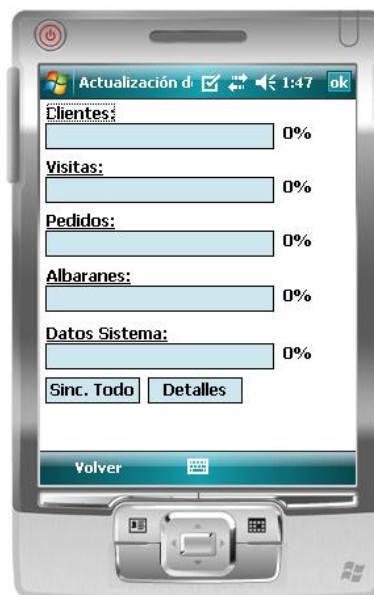 Actualización d 1:47 ok
Clientes:
0%
Visitas:
0%
Pedidos:
0%
Albaranes:
0%
Datos Sistema:
0%
Sinc. Todo Detalles
Volver